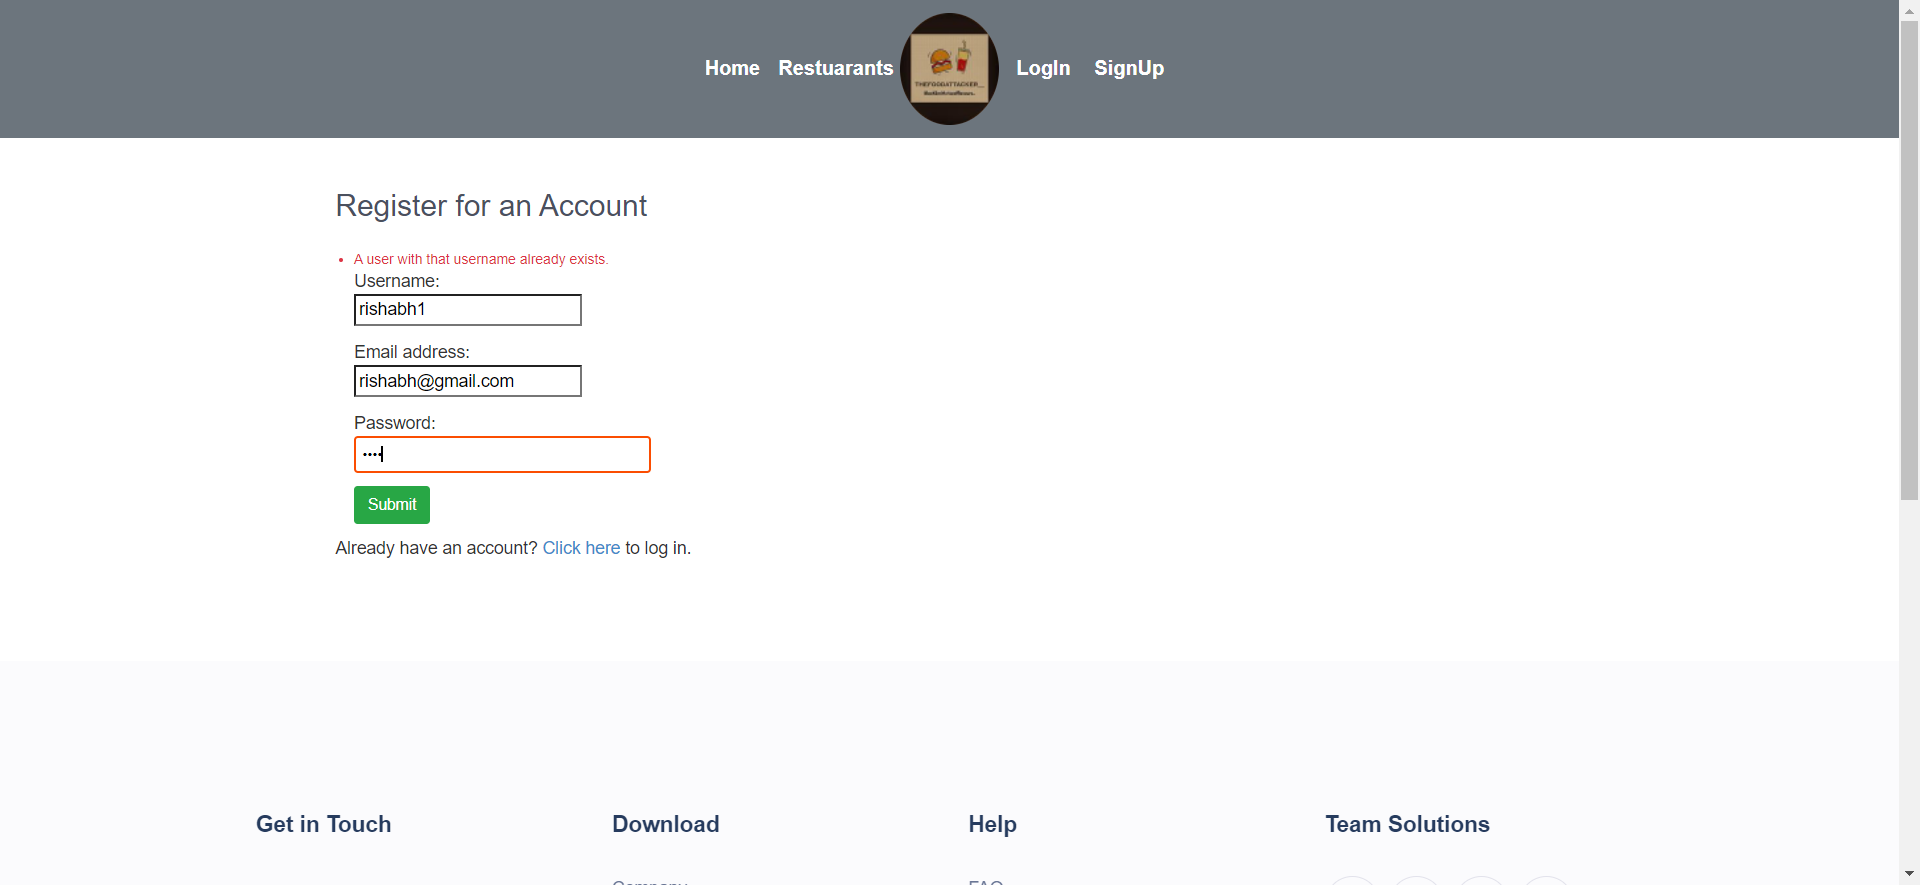 Home Restuarants LogIn SignUp
THEFOODATTACKER__
Register for an Account
A user with that username already exists.
Username:
rishabh1
Email address:
rishabh@gmail.com
Password:
Submit
Already have an account? Click here to log in.
Get in Touch Download Help Team Solutions
Company FAQ